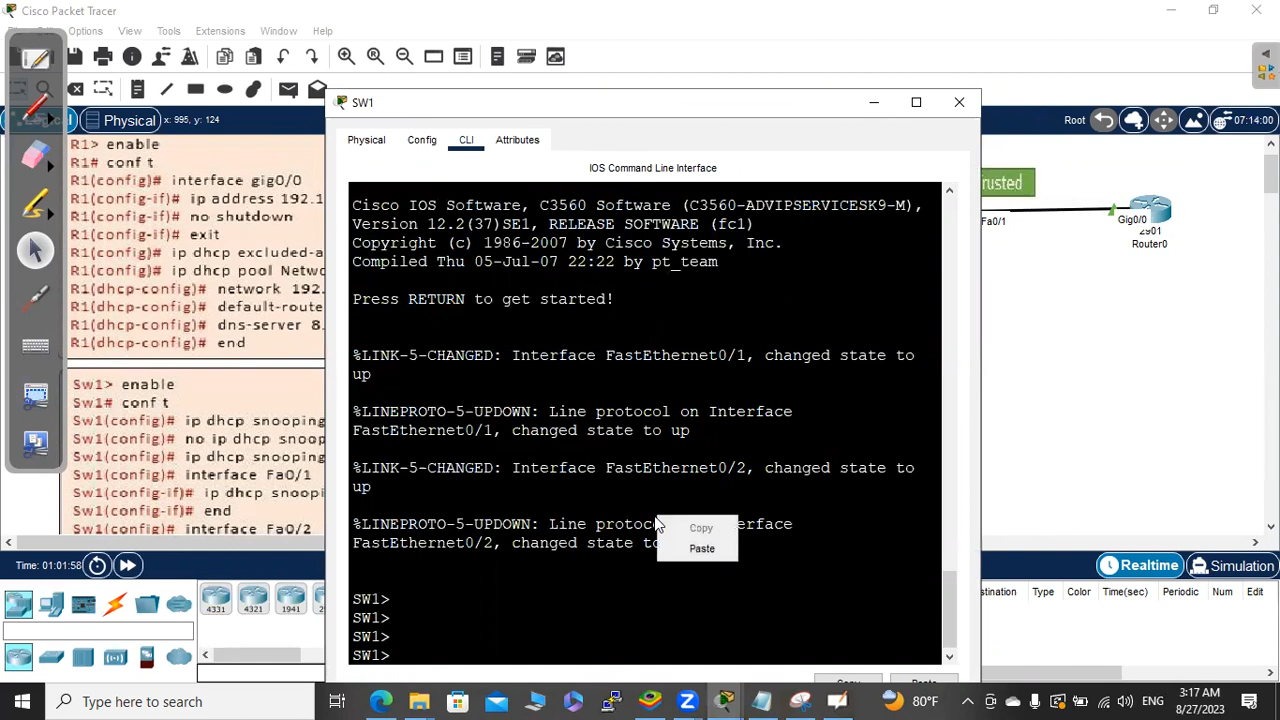 Cisco Packet Tracer
Options View Tools Extensions Window Help
Physical x: 995, y: 124
Root 07:14:00
R1> enable
R1# conf t
R1(config)# interface gig0/0
R1(config-if)# ip address 192.1
R1(config-if)# no shutdown
R1(config-if)# exit
R1(config)# ip dhcp excluded-a
R1(config)# ip dhcp pool Netwo
R1(dhcp-config)# network 192.
R1(dhcp-config)# default-route
R1(dhcp-config)# dns-server 8.
R1(dhcp-config)# end
Sw1> enable
Sw1# conf t
Sw1(config)# ip dhcp snooping
Sw1(config)# no ip dhcp snoop
Sw1(config)# ip dhcp snooping
Sw1(config)# interface Fa0/1
Sw1(config-if)# ip dhcp snoopi
Sw1(config-if)# end
Sw1(config)# interface Fa0/2
SW1
Physical Config CLI Attributes
IOS Command Line Interface
Cisco IOS Software, C3560 Software (C3560-ADVIPSERVICESK9-M),
Version 12.2(37)SE1, RELEASE SOFTWARE (fc1)
Copyright (c) 1986-2007 by Cisco Systems, Inc.
Compiled Thu 05-Jul-07 22:22 by pt_team
Press RETURN to get started!
%LINK-5-CHANGED: Interface FastEthernet0/1, changed state to
up
%LINEPROTO-5-UPDOWN: Line protocol on Interface
FastEthernet0/1, changed state to up
%LINK-5-CHANGED: Interface FastEthernet0/2, changed state to
up
%LINEPROTO-5-UPDOWN: Line protoco erface
FastEthernet0/2, changed state to
SW1>
SW1>
SW1>
SW1>
Copy
Paste
rusted
Fa0/1
Gig0/0
2901
Router0
Time: 01:01:58
Realtime Simulation
4331 4321 1941 2
stination Type Color Time(sec) Periodic Num Edit
Type here to search
80°F
3:17 AM
8/27/2023